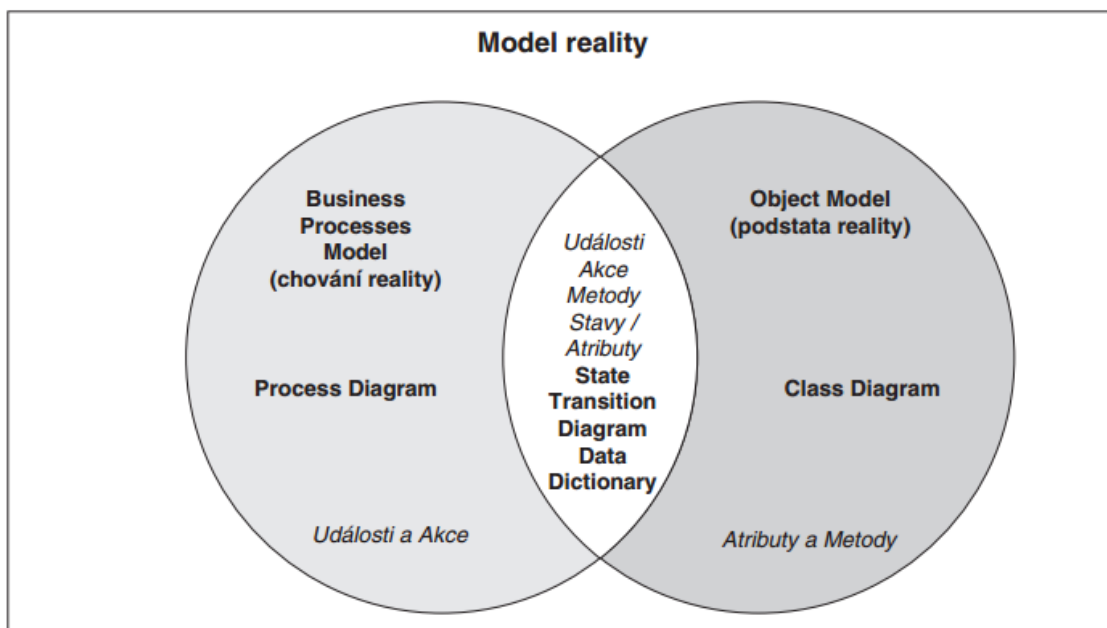 Model reality
Business
Processes
Model
(chování reality)
Process Diagram
Události a Akce
Události
Akce
Metody
Stavy /
Atributy
State
Transition
Diagram
Data
Dictionary
Object Model
(podstata reality)
Class Diagram
Atributy a Metody